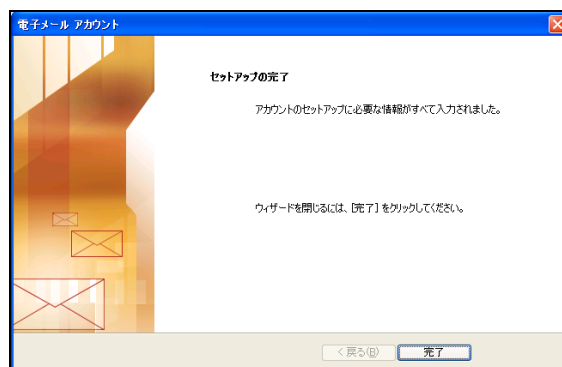 電子メール アカウント
セットアップの完了
アカウントのセットアップに必要な情報がすべて入力されました。
ウィザードを閉じるには、[完了] をクリックしてください。
< 戻る(B)
完了